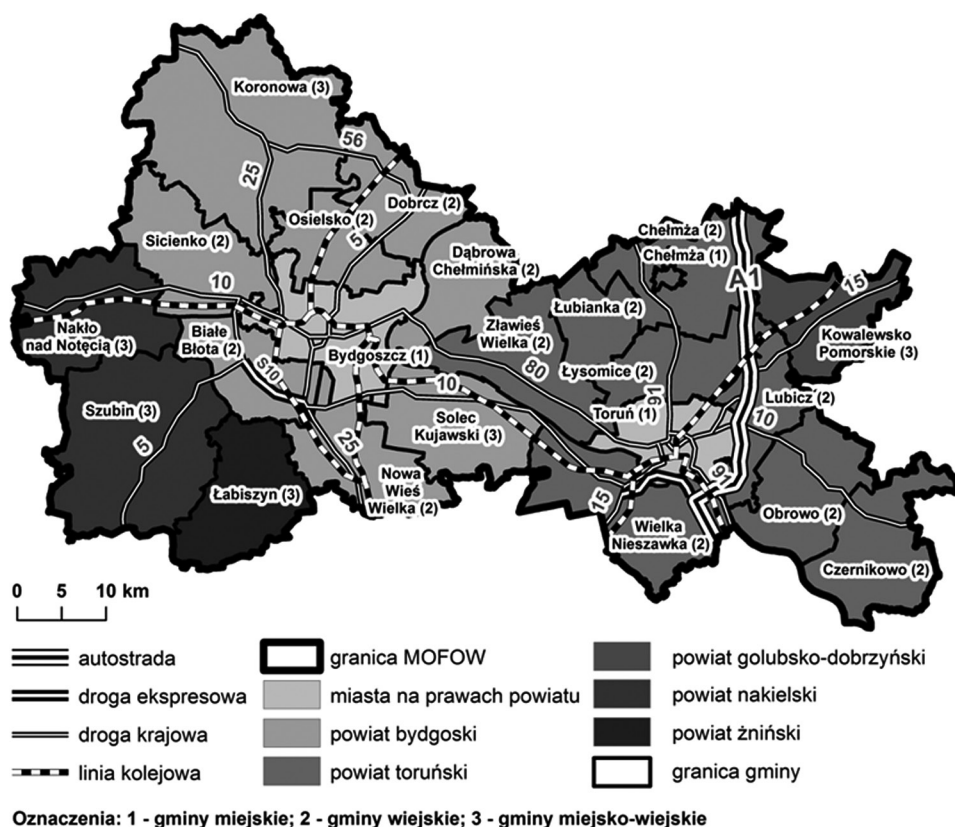 Koronowa (3)
56
25
Osielsko (2)
Dobrcz (2)
5
Sicienko (2)
Dąbrowa
Chełmińska (2)
Chełmża (2)
Chełmża (1)
A1
15
10
Łubianka (2)
Nakło
nad Notęcią (3)
Białe
Błota (2)
Zławieś
Wielka (2)
Kowalewsko
Pomorskie (3)
Bydgoszcz (1)
80
Łysomice (2)
S10
10
91
Lubicz (2)
Szubin (3)
Toruń (1)
10
Solec
Kujawski (3)
5
25
91
Łabiszyn (3)
Nowa
Wieś
Wielka (2)
15
Obrowo (2)
Wielka
Nieszawka (2)
Czernikowo (2)
0 5 10 km
autostrada
droga ekspresowa
droga krajowa
linia kolejowa
granica MOFOW
miasta na prawach powiatu
powiat bydgoski
powiat toruński
powiat golubsko-dobrzyński
powiat nakielski
powiat żniński
granica gminy
Oznaczenia: 1 - gminy miejskie; 2 - gminy wiejskie; 3 - gminy miejsko-wiejskie